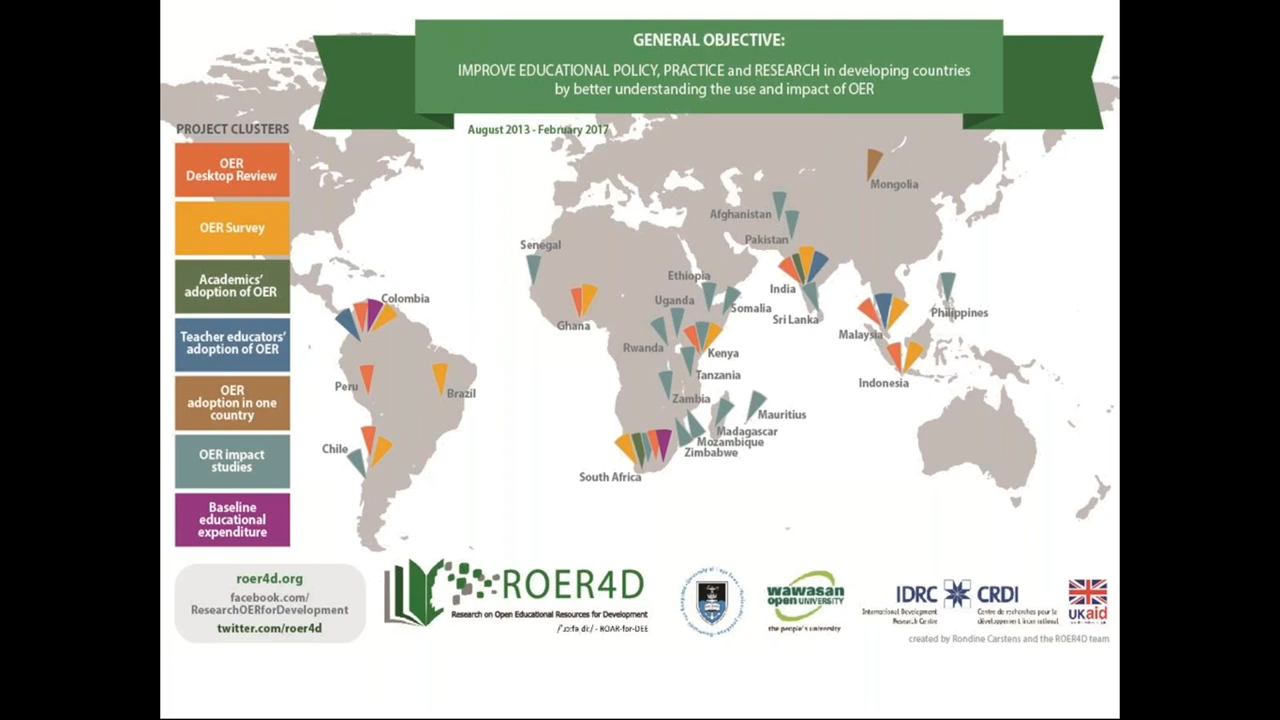 GENERAL OBJECTIVE:
IMPROVE EDUCATIONAL POLICY, PRACTICE and RESEARCH in developing countries
by better understanding the use and impact of OER
August 2013 - February 2017
PROJECT CLUSTERS
OER
Desktop Review
OER Survey
Academics'
adoption of OER
Teacher educators'
adoption of OER
OER
adoption in one
country
OER impact
studies
Baseline
educational
expenditure
Mongolia
Afghanistan
Pakistan
Senegal
Ethiopia
India
Uganda
Somalia
Sri Lanka
Philippines
Colombia
Ghana
Malaysia
Rwanda
Kenya
Tanzania
Indonesia
Peru
Brazil
Zambia
Mauritius
Madagascar
Mozambique
Zimbabwe
Chile
South Africa
roer4d.org
facebook.com/
ResearchOERforDevelopment
twitter.com/roer4d
ROER4D
Research on Open Educational Resources for Development
- ROAR-for-DEE
wawasan
open UNIVERSITY
the people's university
IDRC CRDI
International Development
Research Centre
Centre de recherches pour le
développement international
UKaid
created by Rondine Carstens and the ROER4D team